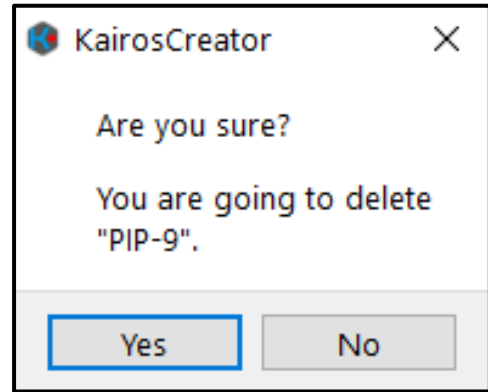 KairosCreator
Are you sure?
You are going to delete
"PIP-9".
Yes
No